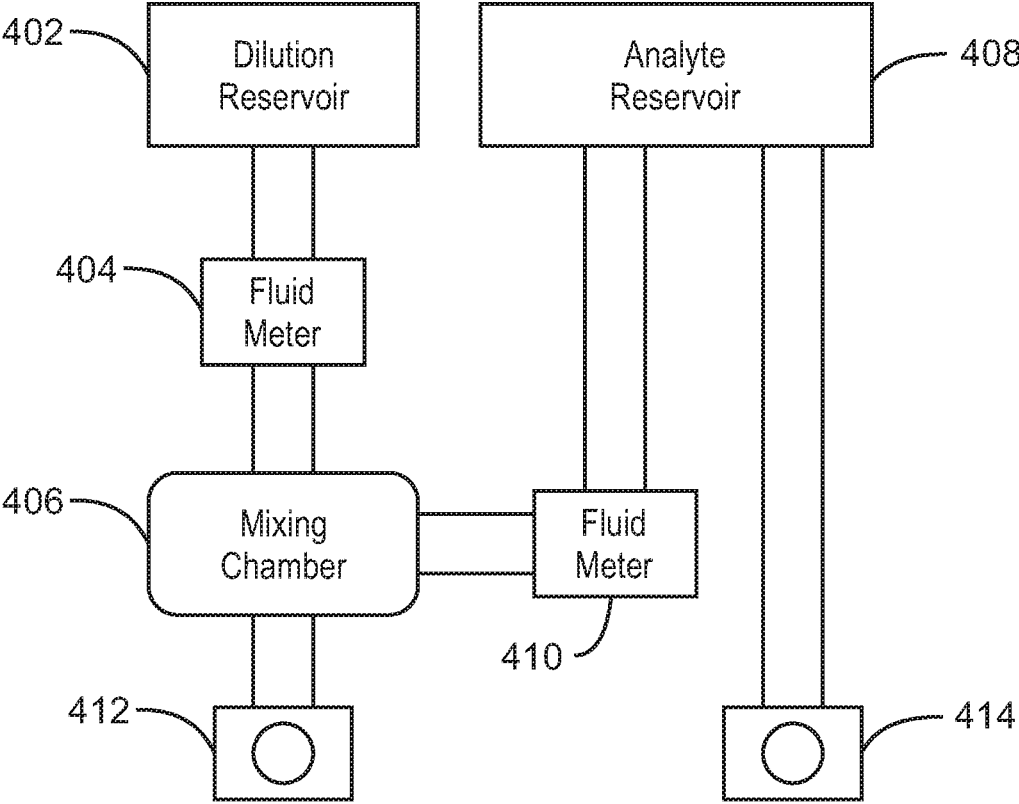 402
Dilution
Reservoir
Analyte
Reservoir
408
404
Fluid
Meter
406
Mixing
Chamber
Fluid
Meter
410
412
414